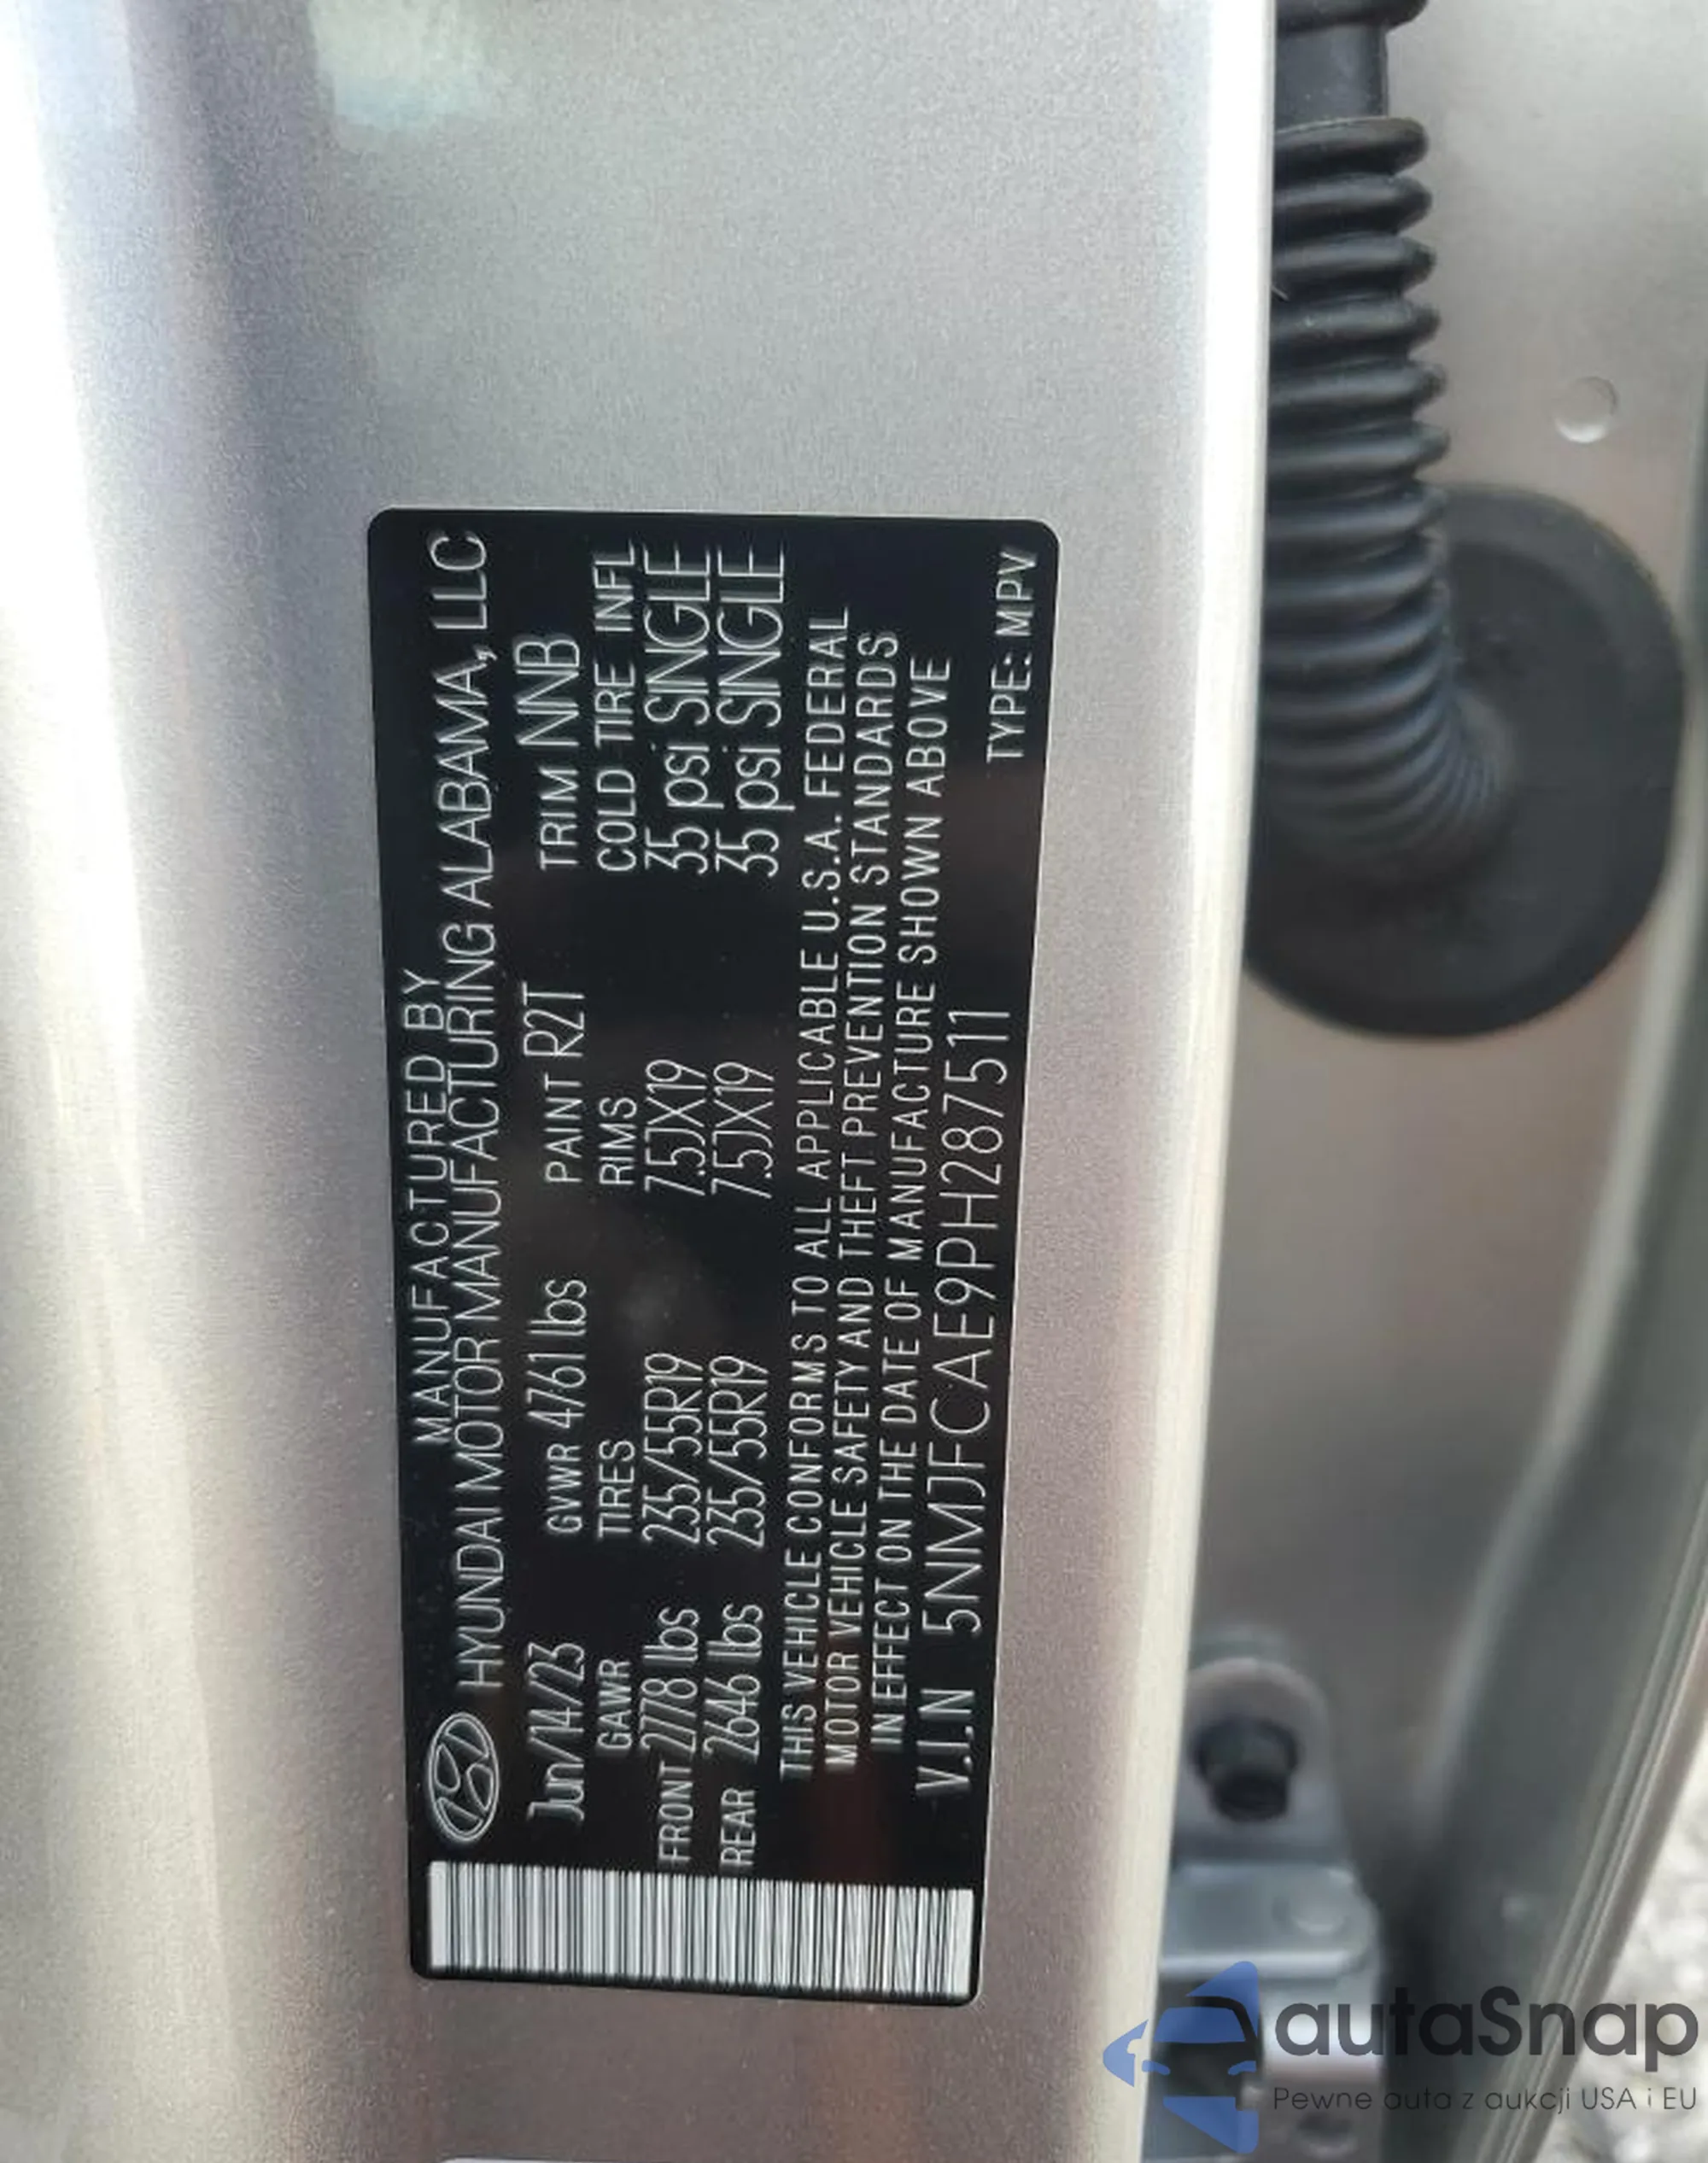 MANUFACTURED BY
HYUNDAI MOTOR MANUFACTURING ALABAMA, LLC
Jun/14/23 GVWR 4761 lbs PAINT R2T TRIM NNB
GAWR TIRES RIMS COLD TIRE INFL
FRONT 2778 lbs 235/55R19 7.5JX19 35 psi SINGLE
REAR 2646 lbs 235/55R19 7.5JX19 35 psi SINGLE
THIS VEHICLE CONFORMS TO ALL APPLICABLE U.S.A. FEDERAL
MOTOR VEHICLE SAFETY AND THEFT PREVENTION STANDARDS
IN EFFECT ON THE DATE OF MANUFACTURE SHOWN ABOVE
V.I.N 5NMJFCAE9PH287511
TYPE: MPV
autaSnap
Pewne auta z aukcji USA i EU